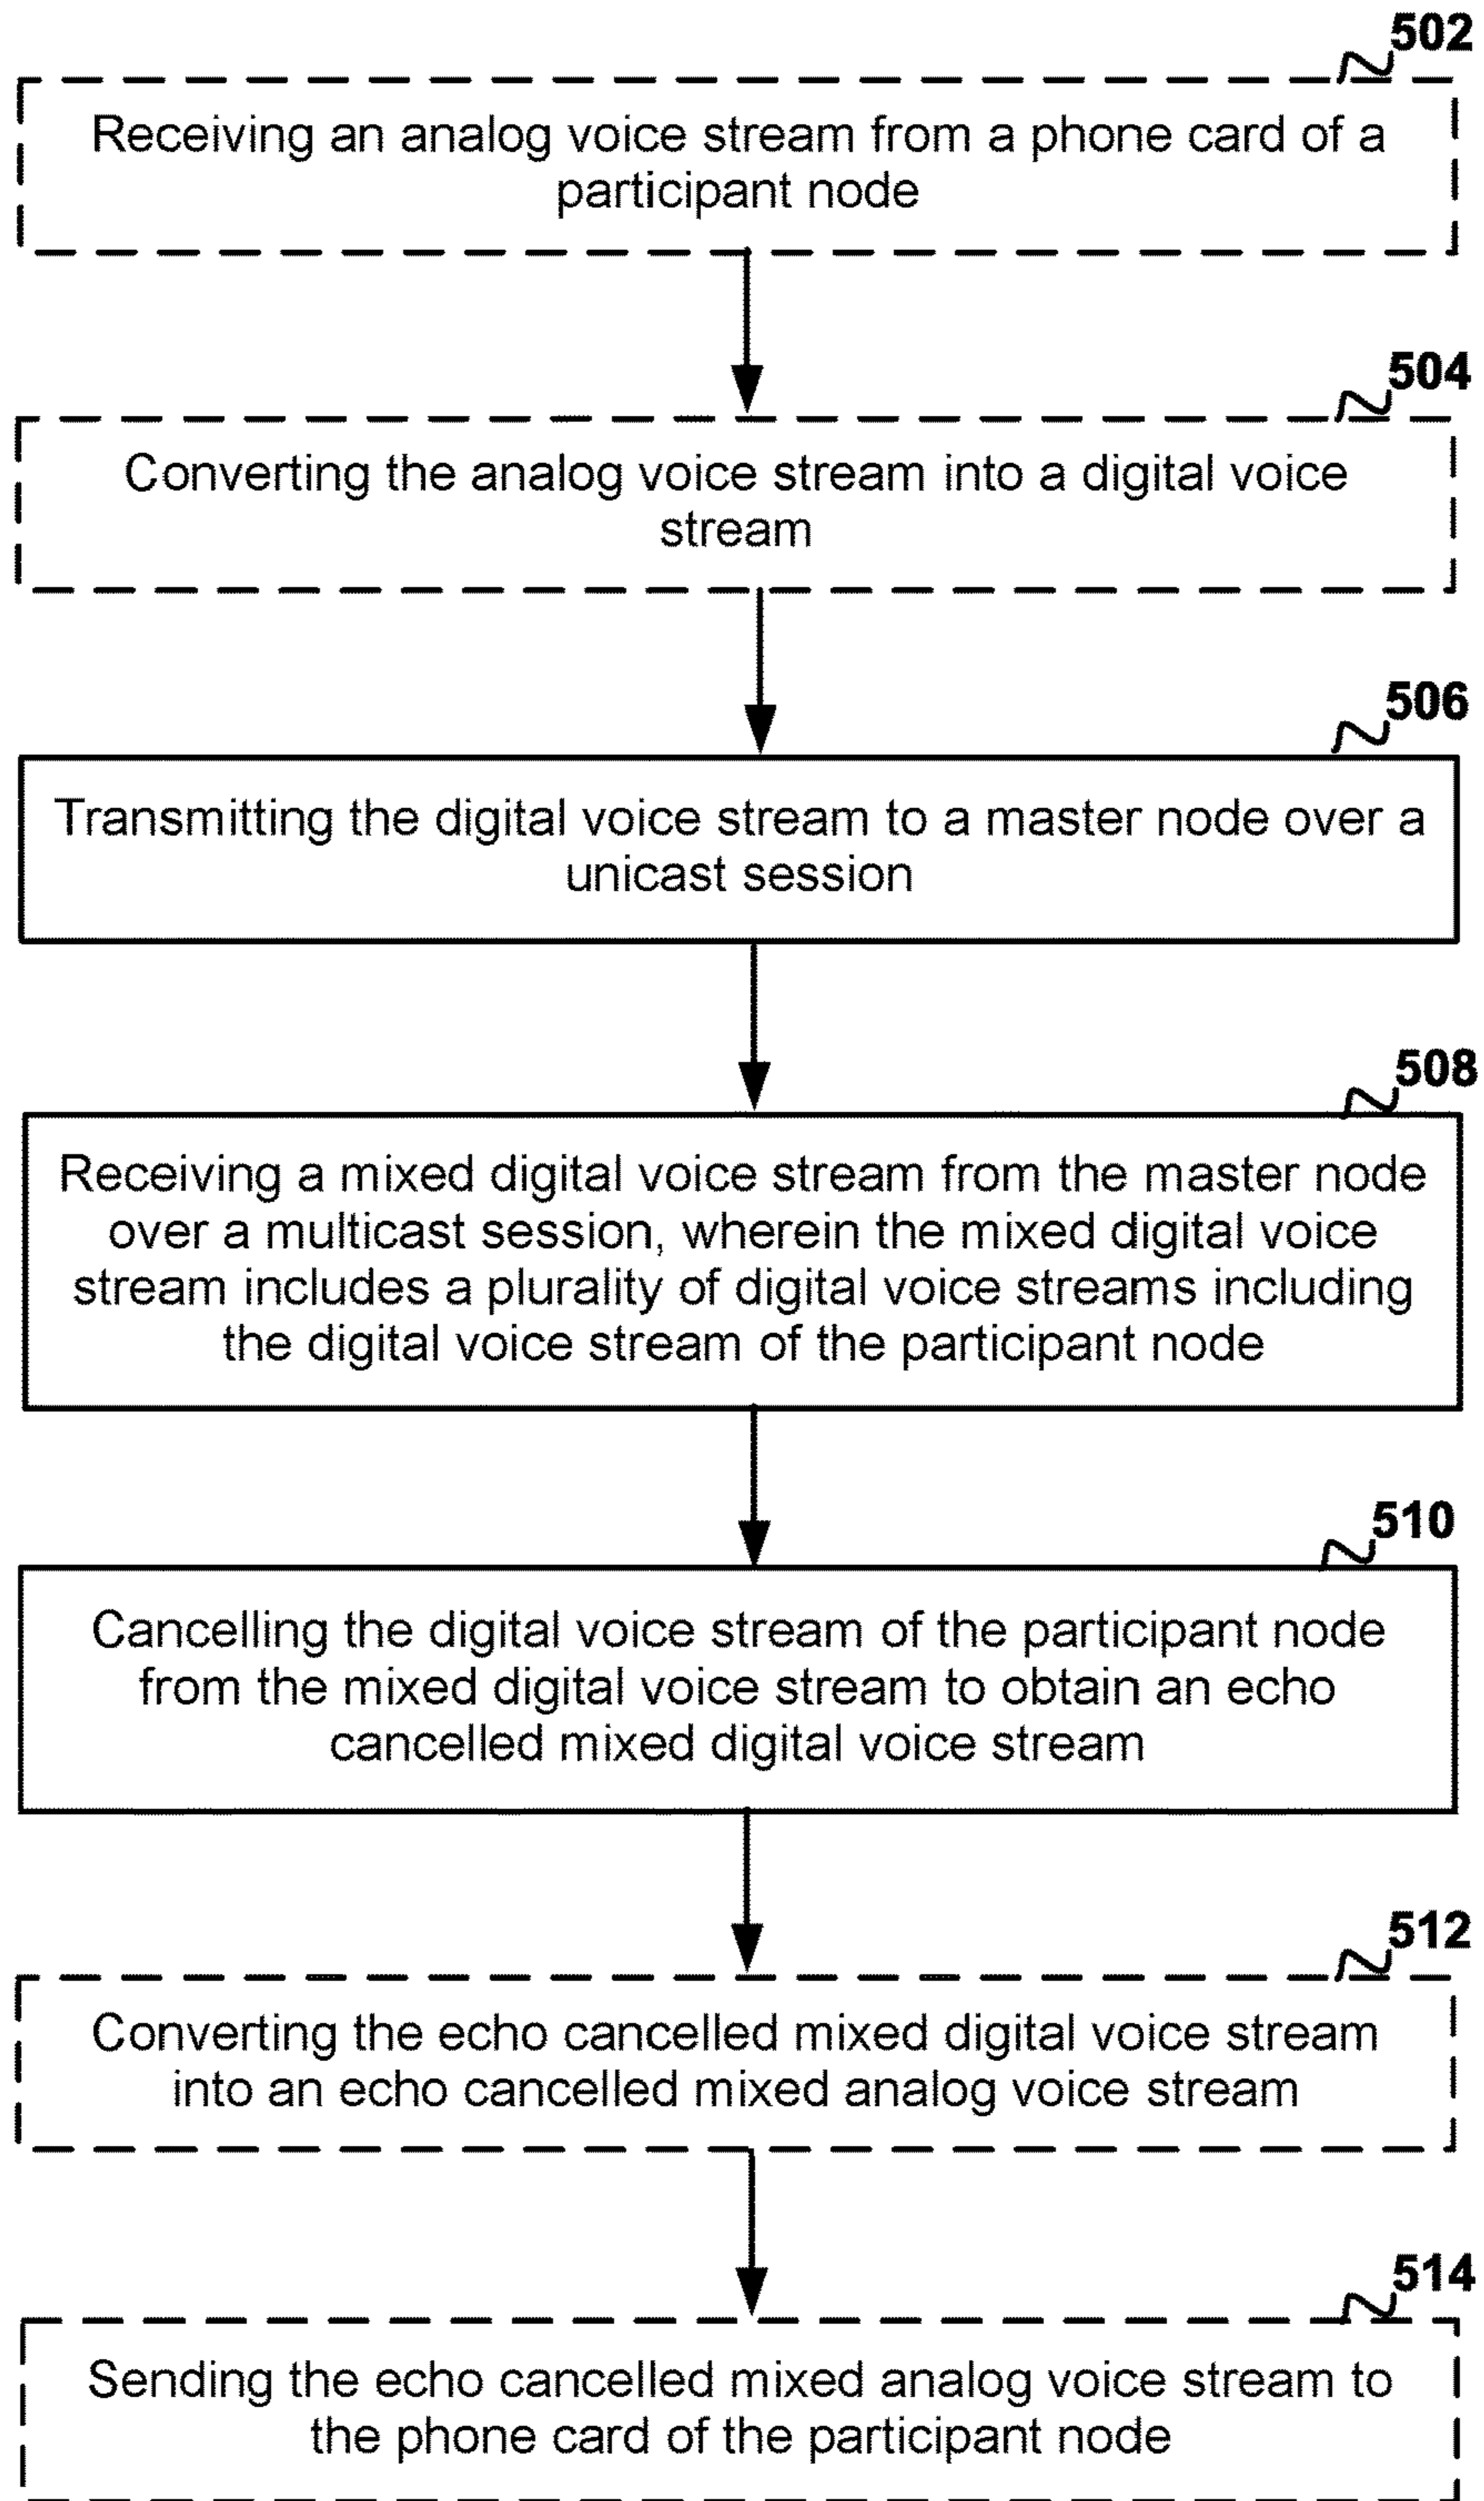 502
Receiving an analog voice stream from a phone card of a
participant node
504
Converting the analog voice stream into a digital voice
stream
506
Transmitting the digital voice stream to a master node over a
unicast session
508
Receiving a mixed digital voice stream from the master node
over a multicast session, wherein the mixed digital voice
stream includes a plurality of digital voice streams including
the digital voice stream of the participant node
510
Cancelling the digital voice stream of the participant node
from the mixed digital voice stream to obtain an echo
cancelled mixed digital voice stream
512
Converting the echo cancelled mixed digital voice stream
into an echo cancelled mixed analog voice stream
514
Sending the echo cancelled mixed analog voice stream to
the phone card of the participant node